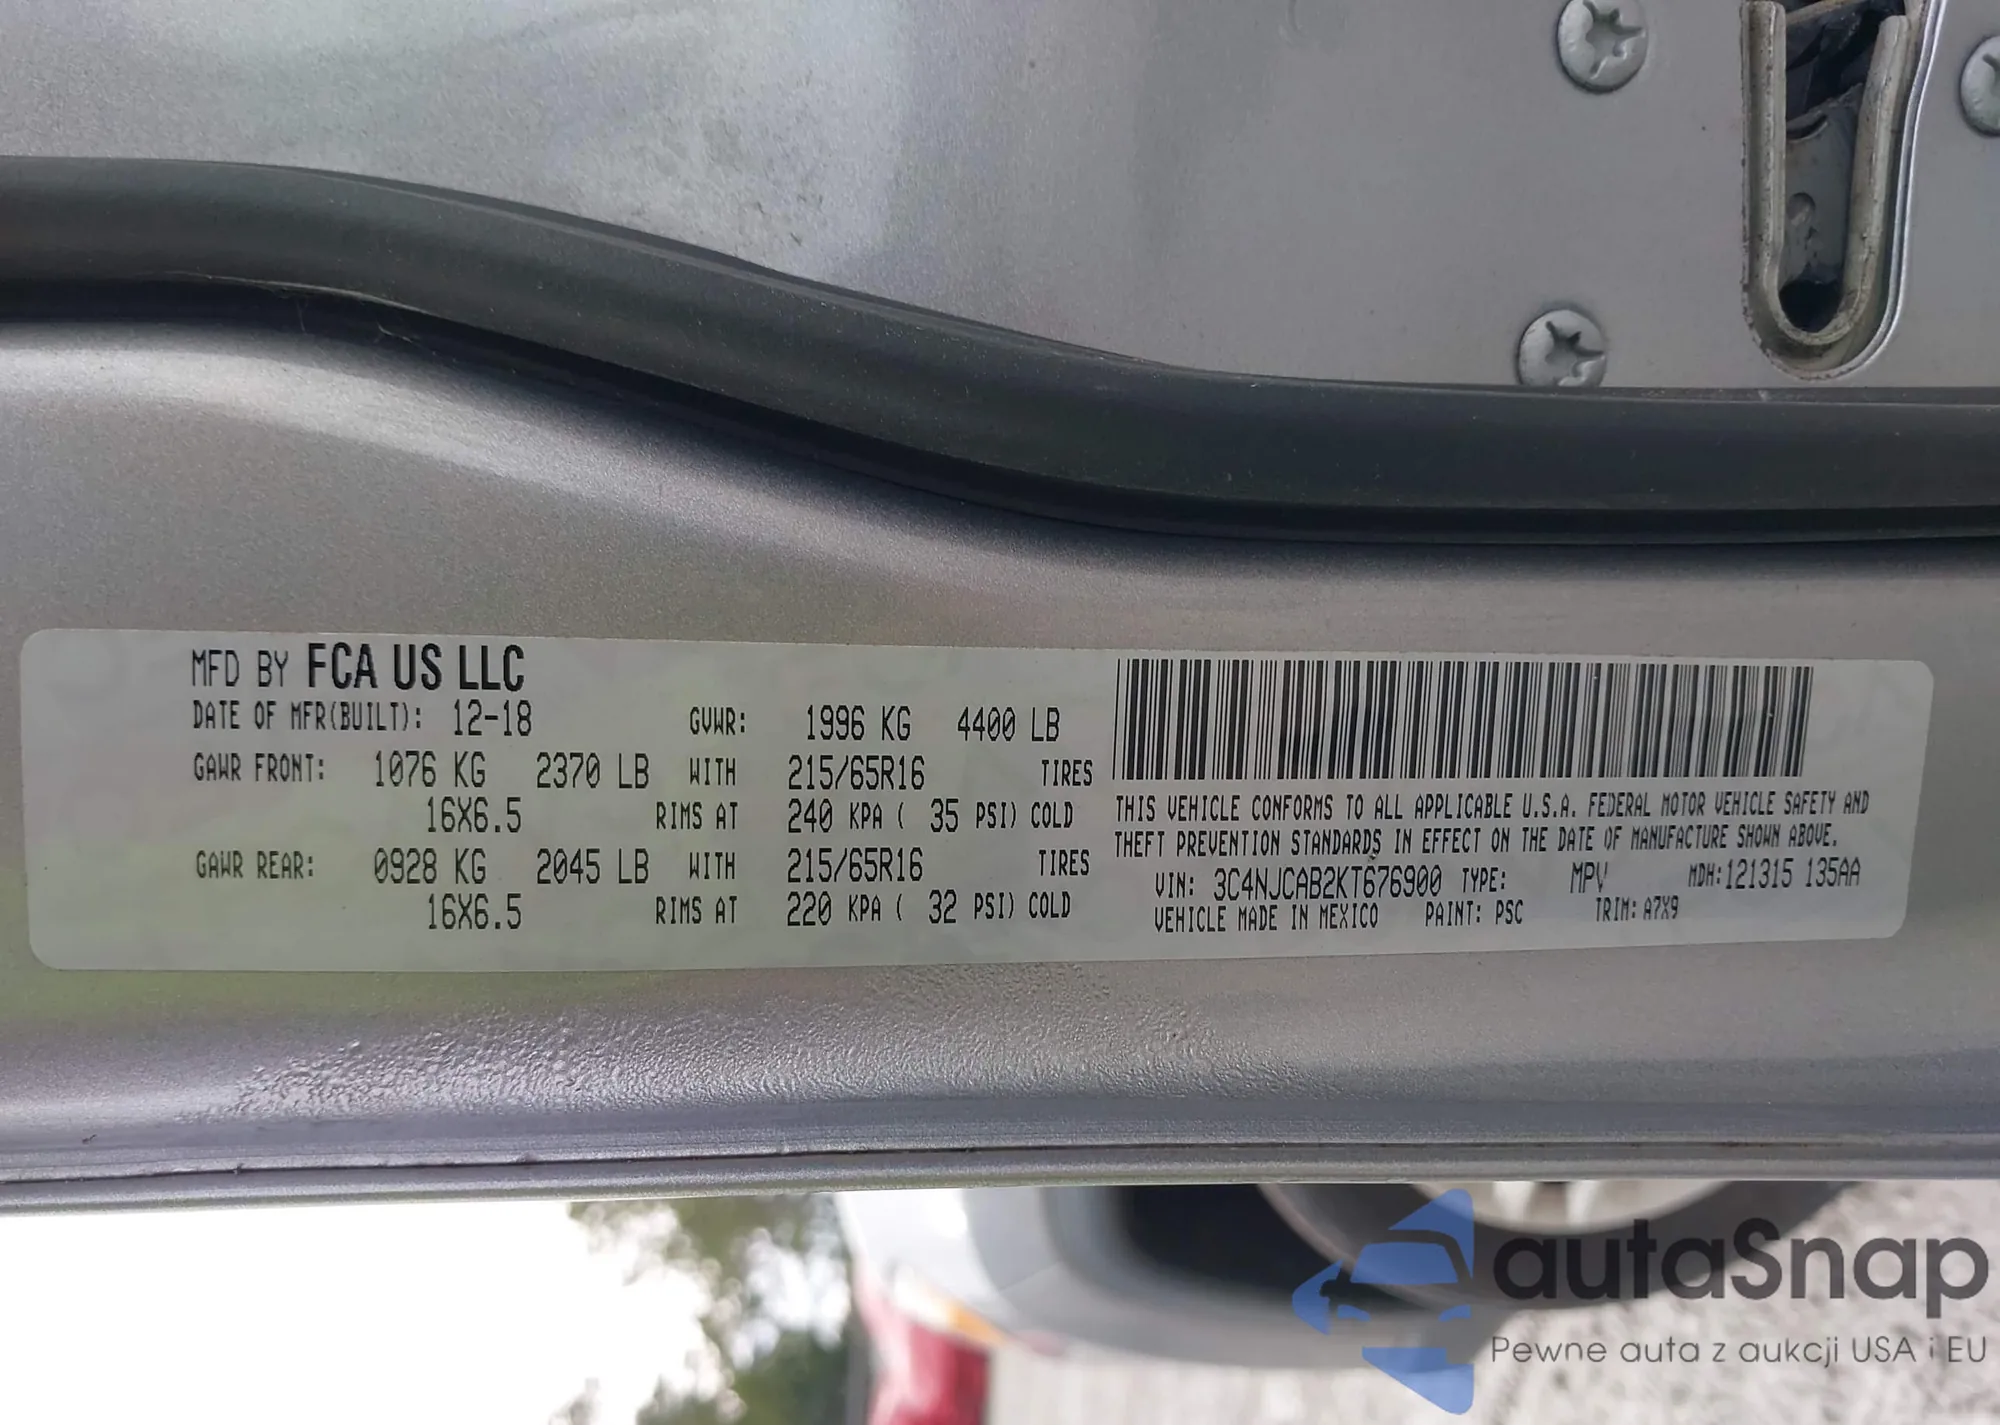 MFD BY FCA US LLC
DATE OF MFR(BUILT): 12-18 GVWR: 1996 KG 4400 LB
GAWR FRONT: 1076 KG 2370 LB WITH 215/65R16 TIRES
16X6.5 RIMS AT 240 KPA ( 35 PSI) COLD
GAWR REAR: 0928 KG 2045 LB WITH 215/65R16 TIRES
16X6.5 RIMS AT 220 KPA ( 32 PSI) COLD
THIS VEHICLE CONFORMS TO ALL APPLICABLE U.S.A. FEDERAL MOTOR VEHICLE SAFETY AND
THEFT PREVENTION STANDARDS IN EFFECT ON THE DATE OF MANUFACTURE SHOWN ABOVE.
VIN: 3C4NJCAB2KT676900 TYPE: MPV MDH:121315 135AA
VEHICLE MADE IN MEXICO PAINT: PSC TRIM: A7X9
autaSnap
Pewne auta z aukcji USA i EU